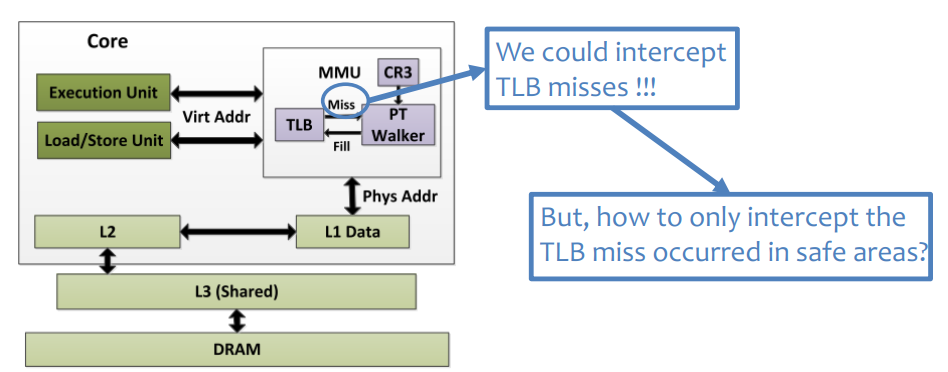 Core
Execution Unit
Load/Store Unit
Virt Addr
MMU
CR3
Miss
TLB
PT
Walker
Fill
Phys Addr
L2
L1 Data
L3 (Shared)
DRAM
We could intercept
TLB misses !!!
But, how to only intercept the
TLB miss occurred in safe areas?